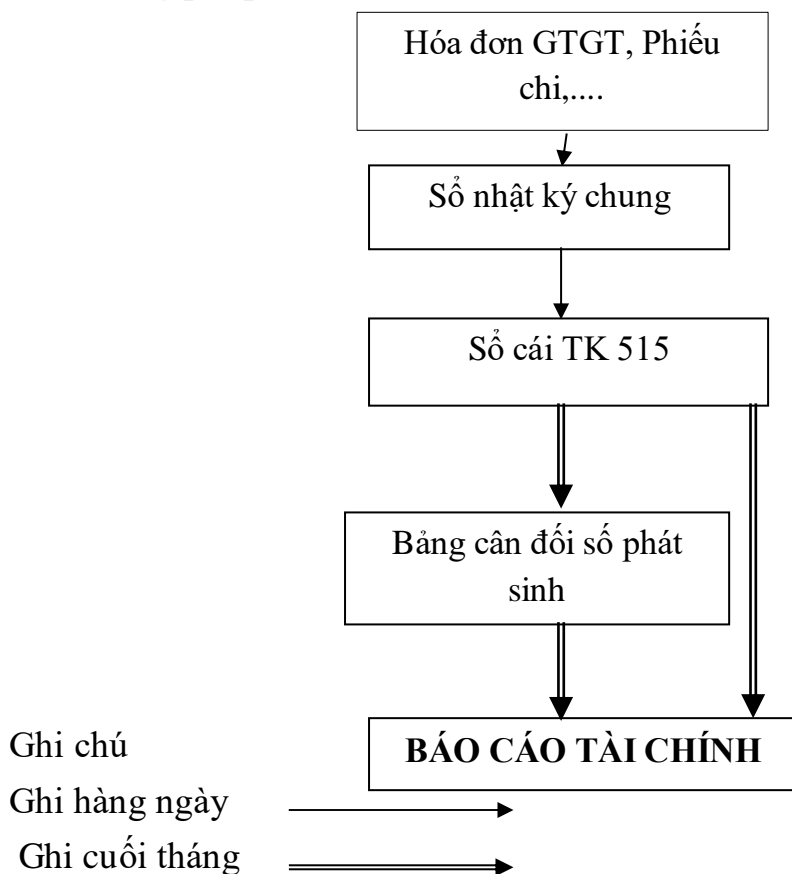 Hóa đơn GTGT, Phiếu
chi,....
Sổ nhật ký chung
Sổ cái TK 515
Bảng cân đối số phát
sinh
BÁO CÁO TÀI CHÍNH
Ghi chú
Ghi hàng ngày
Ghi cuối tháng